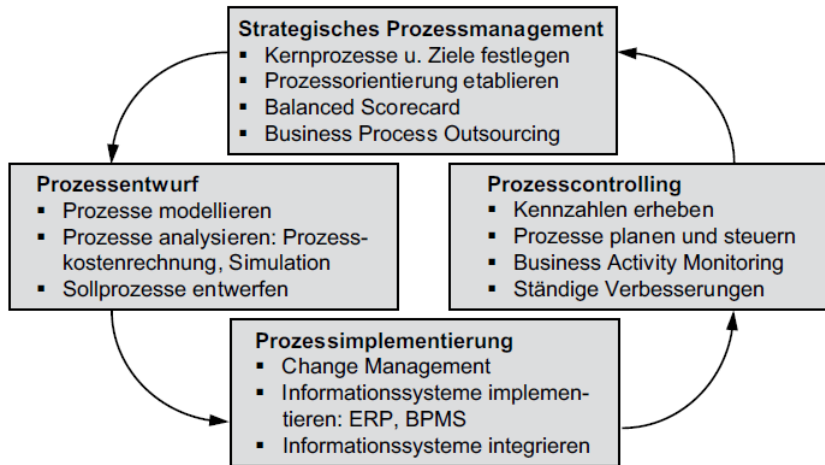 Strategisches Prozessmanagement
▪ Kernprozesse u. Ziele festlegen
▪ Prozessorientierung etablieren
▪ Balanced Scorecard
▪ Business Process Outsourcing
Prozessentwurf
▪ Prozesse modellieren
▪ Prozesse analysieren: Prozess-
kostenrechnung, Simulation
▪ Sollprozesse entwerfen
Prozesscontrolling
▪ Kennzahlen erheben
▪ Prozesse planen und steuern
▪ Business Activity Monitoring
▪ Ständige Verbesserungen
Prozessimplementierung
▪ Change Management
▪ Informationssysteme implemen-
tieren: ERP, BPMS
▪ Informationssysteme integrieren